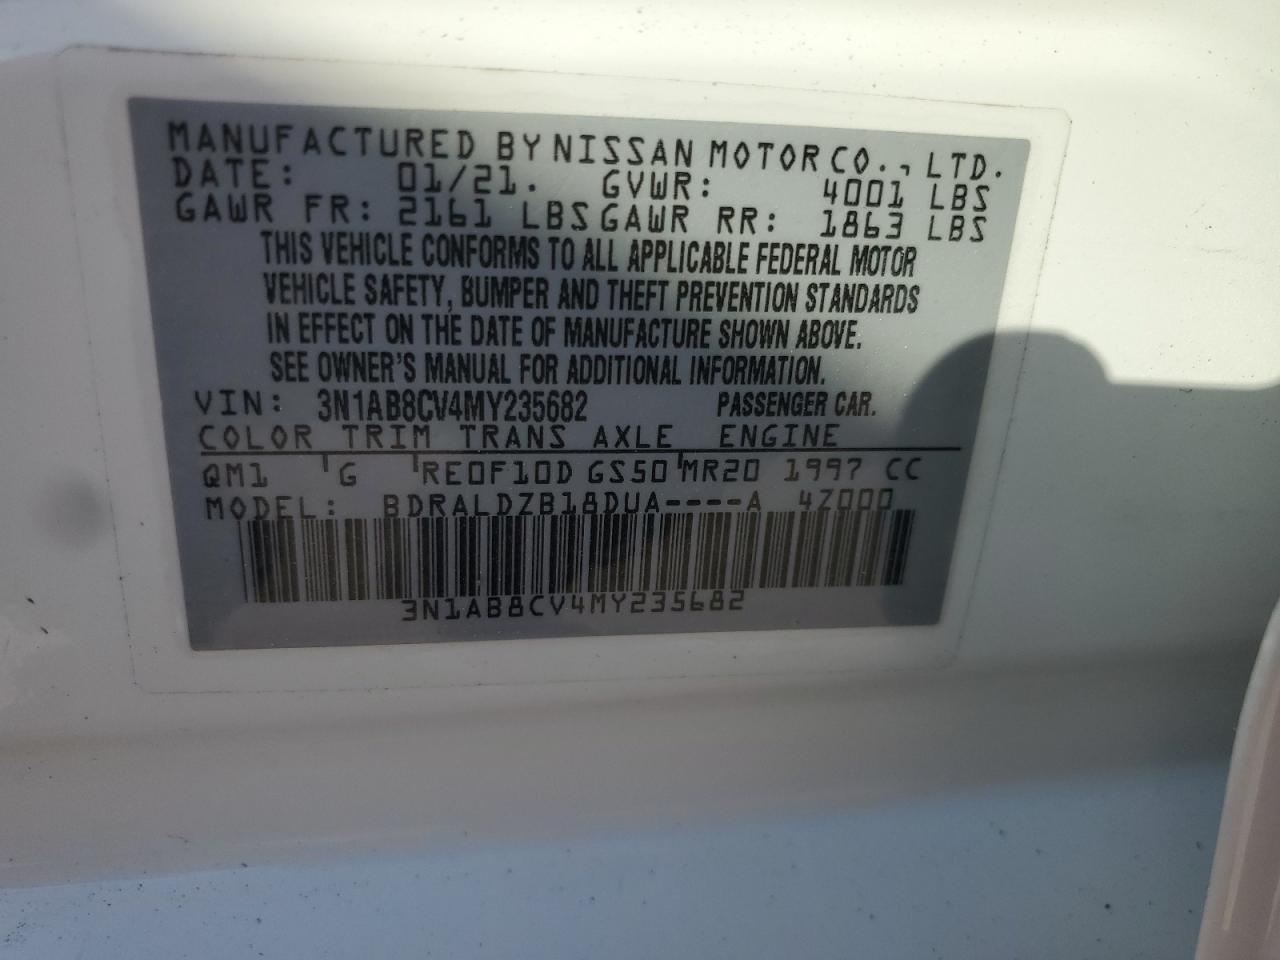 MANUFACTURED BY NISSAN MOTOR CO., LTD.
DATE: 01/21. GVWR: 4001 LBS
GAWR FR: 2161 LBS GAWR RR: 1863 LBS
THIS VEHICLE CONFORMS TO ALL APPLICABLE FEDERAL MOTOR
VEHICLE SAFETY, BUMPER AND THEFT PREVENTION STANDARDS
IN EFFECT ON THE DATE OF MANUFACTURE SHOWN ABOVE.
SEE OWNER'S MANUAL FOR ADDITIONAL INFORMATION.
VIN: 3N1AB8CV4MY235682 PASSENGER CAR.
COLOR TRIM TRANS AXLE ENGINE
QM1 G RE0F10D GS50 MR20 1997 CC
MODEL: BDRALDZB18DUA----A 4Z000
3N1AB8CV4MY235682